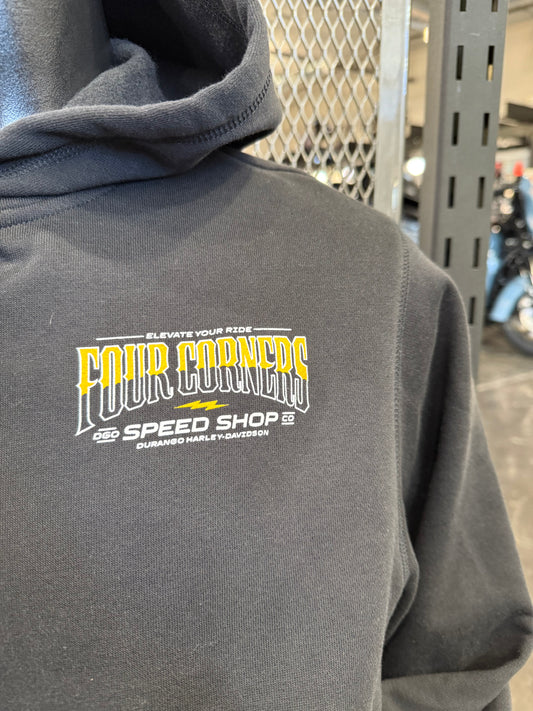 ELEVATE YOUR RIDE
FOUR CORNERS
DGO SPEED SHOP CO
DURANGO HARLEY-DAVIDSON